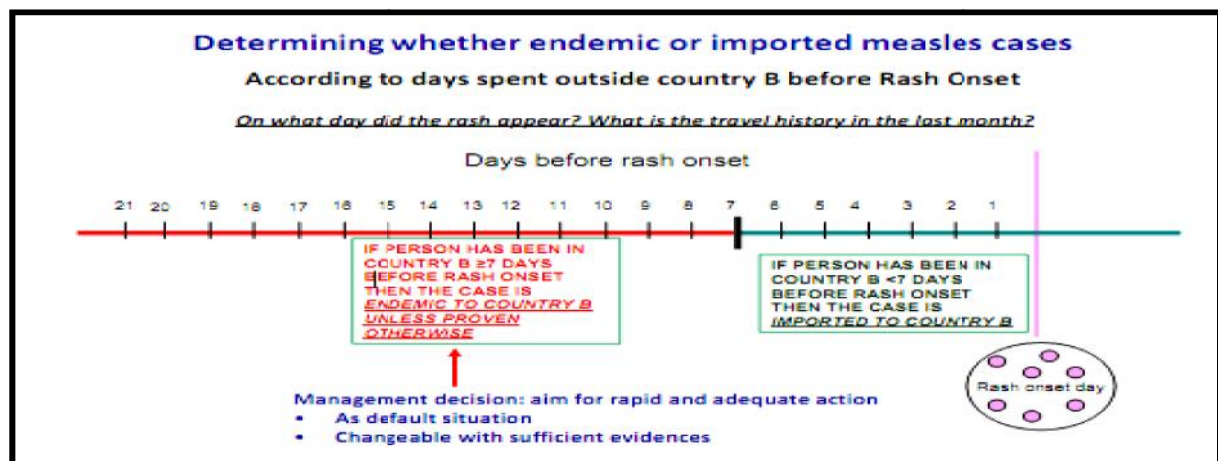 Determining whether endemic or imported measles cases
According to days spent outside country B before Rash Onset
On what day did the rash appear? What is the travel history in the last month?
Days before rash onset
21 20 19 18 17 16 15 14 13 12 11 10 9 8 7 6 5 4 3 2 1
IF PERSON HAS BEEN IN
COUNTRY B ≥7 DAYS
BEFORE RASH ONSET
THEN THE CASE IS
ENDEMIC TO COUNTRY B
UNLESS PROVEN
OTHERWISE
IF PERSON HAS BEEN IN
COUNTRY B <7 DAYS
BEFORE RASH ONSET
THEN THE CASE IS
IMPORTED TO COUNTRY B
Rash onset day
Management decision: aim for rapid and adequate action
• As default situation
• Changeable with sufficient evidences